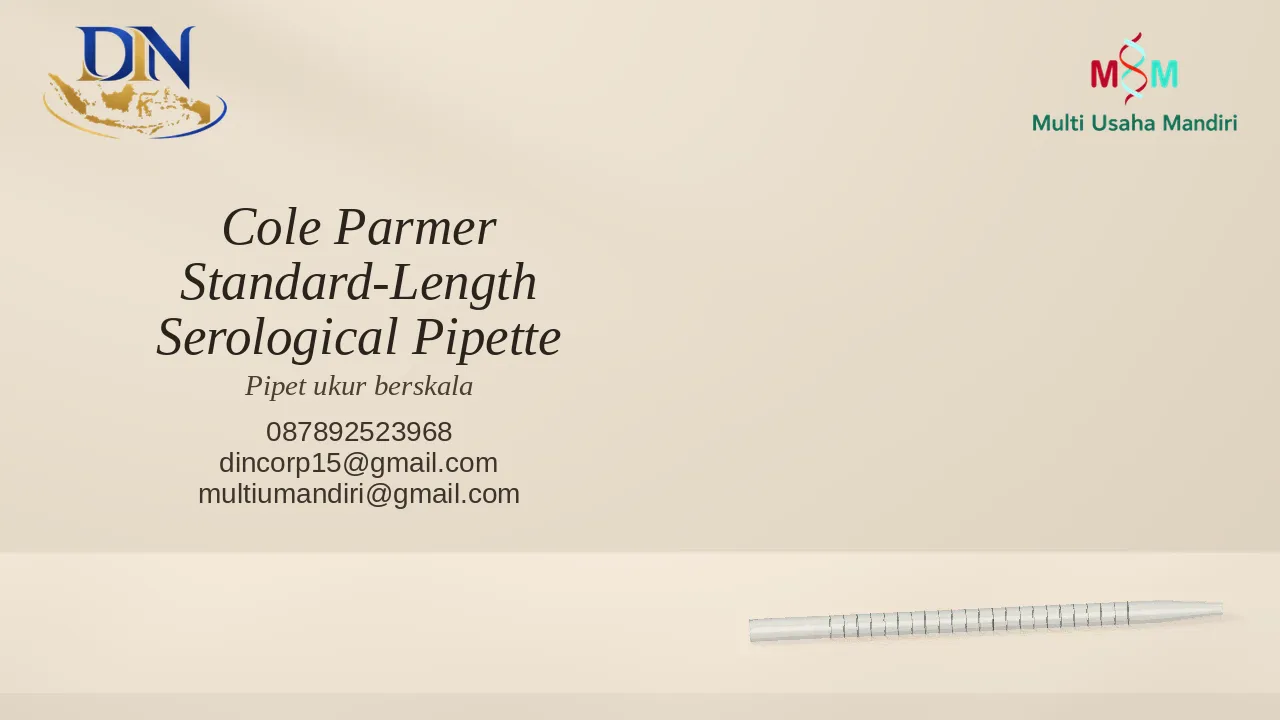 DIN
MSM
Multi Usaha Mandiri
Cole Parmer
Standard-Length
Serological Pipette
Pipet ukur berskala
087892523968
dincorp15@gmail.com
multiumandiri@gmail.com